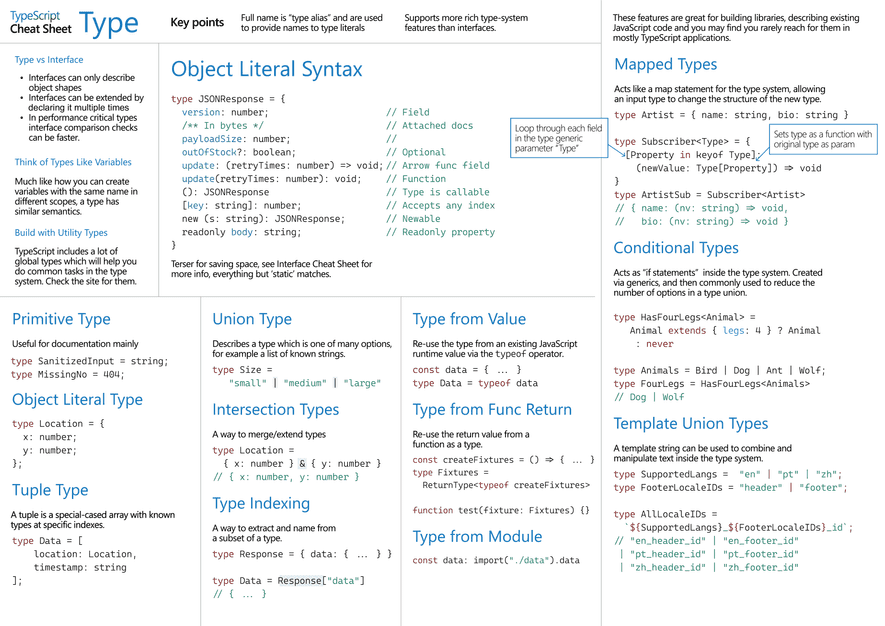 TypeScript
Cheat Sheet
Type
Key points
Full name is “type alias” and are used
to provide names to type literals
Supports more rich type-system
features than interfaces.
Type vs Interface
• Interfaces can only describe
object shapes
• Interfaces can be extended by
declaring it multiple times
• In performance critical types
interface comparison checks
can be faster.
Think of Types Like Variables
Much like how you can create
variables with the same name in
different scopes, a type has
similar semantics.
Build with Utility Types
TypeScript includes a lot of
global types which will help you
do common tasks in the type
system. Check the site for them.
Object Literal Syntax
type JSONResponse = {
version: number; // Field
/** In bytes */ // Attached docs
payloadSize: number; //
outOfStock?: boolean; // Optional
update: (retryTimes: number) => void; // Arrow func field
update(retryTimes: number): void; // Function
(): JSONResponse // Type is callable
[key: string]: number; // Accepts any index
new (s: string): JSONResponse; // Newable
readonly body: string; // Readonly property
}
Terser for saving space, see Interface Cheat Sheet for
more info, everything but ‘static’ matches.
Primitive Type
Useful for documentation mainly
type SanitizedInput = string;
type MissingNo = 404;
Object Literal Type
type Location = {
x: number;
y: number;
};
Tuple Type
A tuple is a special-cased array with known
types at specific indexes.
type Data = [
location: Location,
timestamp: string
];
Union Type
Describes a type which is one of many options,
for example a list of known strings.
type Size =
"small" | "medium" | "large"
Intersection Types
A way to merge/extend types
type Location =
{ x: number } & { y: number }
// { x: number, y: number }
Type Indexing
A way to extract and name from
a subset of a type.
type Response = { data: { ... } }
type Data = Response["data"]
// { ... }
Type from Value
Re-use the type from an existing JavaScript
runtime value via the typeof operator.
const data = { ... }
type Data = typeof data
Type from Func Return
Re-use the return value from a
function as a type.
const createFixtures = () => { ... }
type Fixtures =
ReturnType<typeof createFixtures>
function test(fixture: Fixtures) {}
Type from Module
const data: import("./data").data
These features are great for building libraries, describing existing
JavaScript code and you may find you rarely reach for them in
mostly TypeScript applications.
Mapped Types
Acts like a map statement for the type system, allowing
an input type to change the structure of the new type.
type Artist = { name: string, bio: string }
Loop through each field
in the type generic
parameter “Type”
Sets type as a function with
original type as param
type Subscriber<Type> = {
[Property in keyof Type]:
(newValue: Type[Property]) => void
}
type ArtistSub = Subscriber<Artist>
// { name: (nv: string) => void,
// bio: (nv: string) => void }
Conditional Types
Acts as “if statements” inside the type system. Created
via generics, and then commonly used to reduce the
number of options in a type union.
type HasFourLegs<Animal> =
Animal extends { legs: 4 } ? Animal
: never
type Animals = Bird | Dog | Ant | Wolf;
type FourLegs = HasFourLegs<Animals>
// Dog | Wolf
Template Union Types
A template string can be used to combine and
manipulate text inside the type system.
type SupportedLangs = "en" | "pt" | "zh";
type FooterLocaleIDs = "header" | "footer";
type AllLocaleIDs =
`${SupportedLangs}_${FooterLocaleIDs}_id`;
// "en_header_id" | "en_footer_id"
| "pt_header_id" | "pt_footer_id"
| "zh_header_id" | "zh_footer_id"